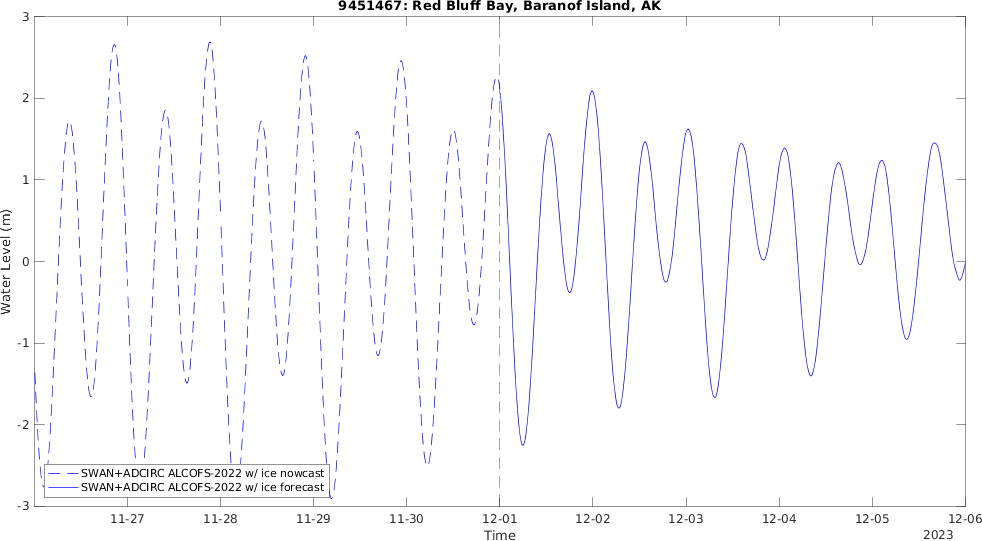 9451467: Red Bluff Bay, Baranof Island, AK
3
2
1
0
-1
-2
-3
Water Level (m)
SWAN+ADCIRC ALCOFS-2022 w/ ice nowcast
SWAN+ADCIRC ALCOFS-2022 w/ ice forecast
11-27 11-28 11-29 11-30 12-01 12-02 12-03 12-04 12-05 12-06
Time
2023